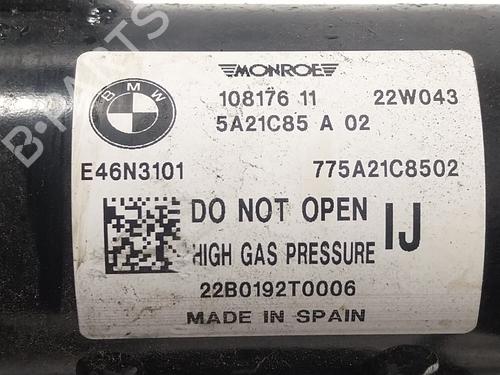 B-PARTS
MONROE
BMW
108176 11 22W043
5A21C85 A 02
E46N3101 775A21C8502
DO NOT OPEN
HIGH GAS PRESSURE IJ
22B0192T0006
MADE IN SPAIN